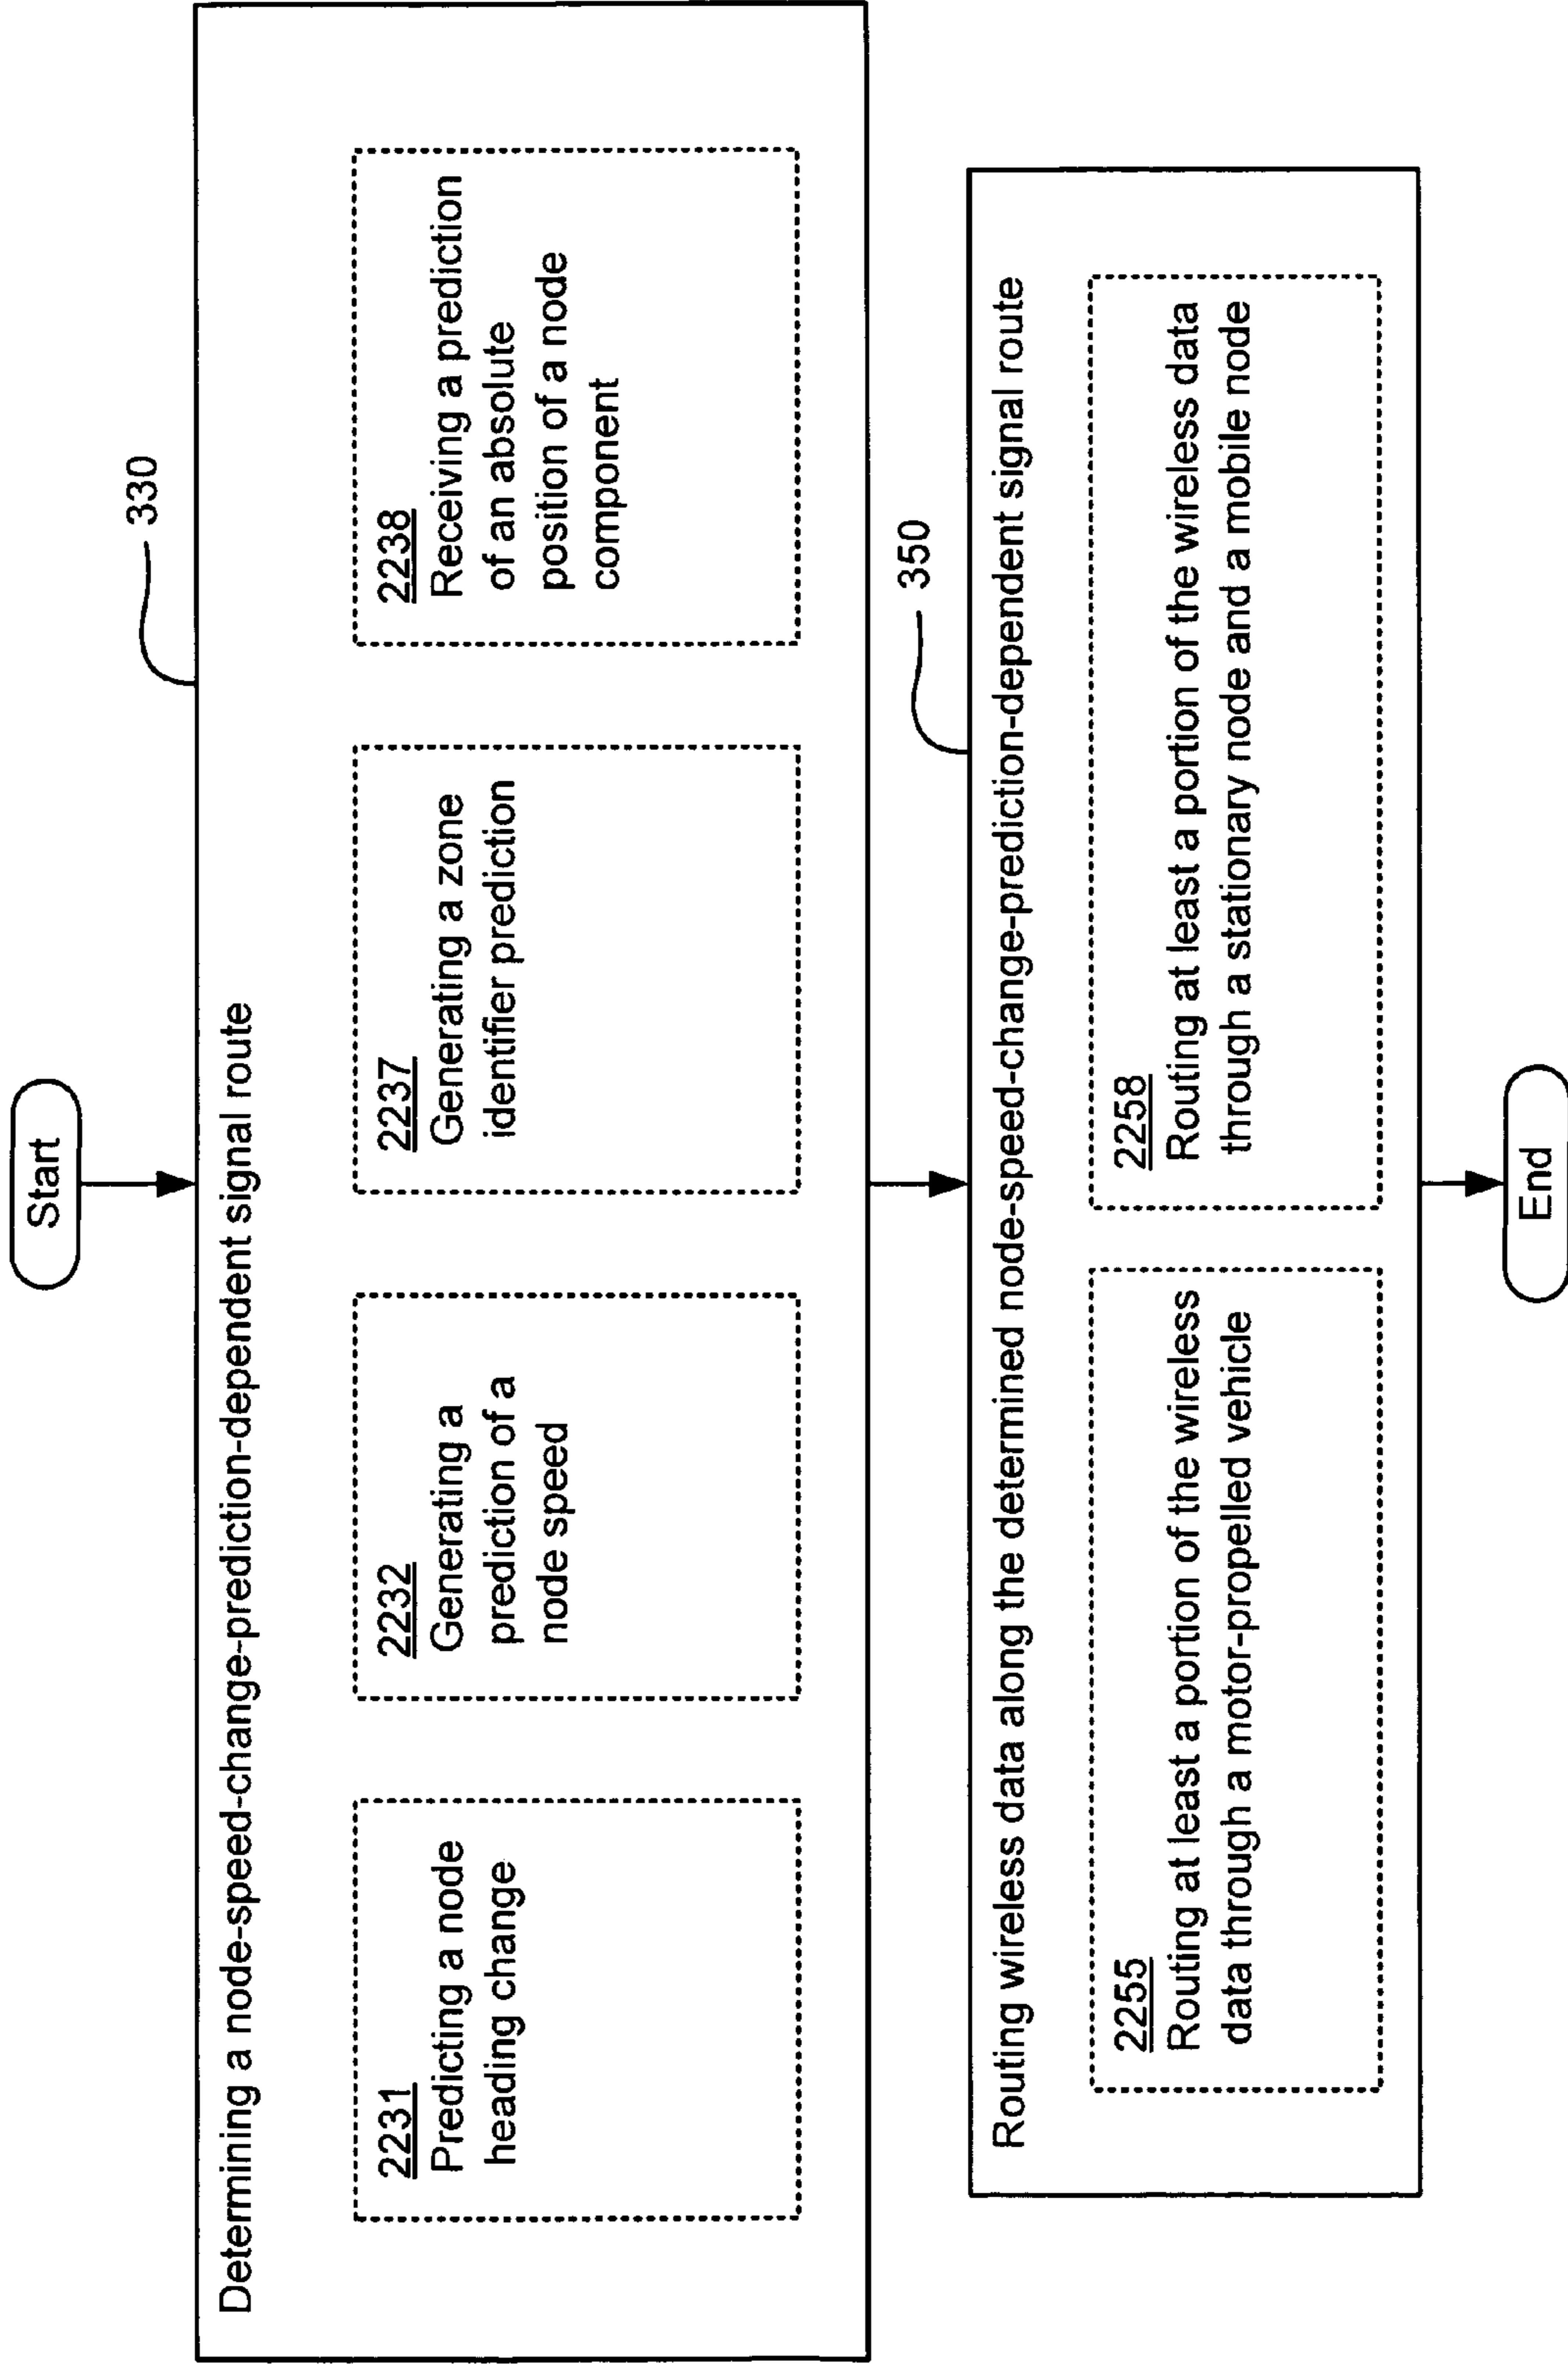 Start
330
Determining a node-speed-change-prediction-dependent signal route
2231
Predicting a node
heading change
2232
Generating a
prediction of a
node speed
2237
Generating a zone
identifier prediction
2238
Receiving a prediction
of an absolute
position of a node
component
350
Routing wireless data along the determined node-speed-change-prediction-dependent signal route
2255
Routing at least a portion of the wireless
data through a motor-propelled vehicle
2258
Routing at least a portion of the wireless data
through a stationary node and a mobile node
End